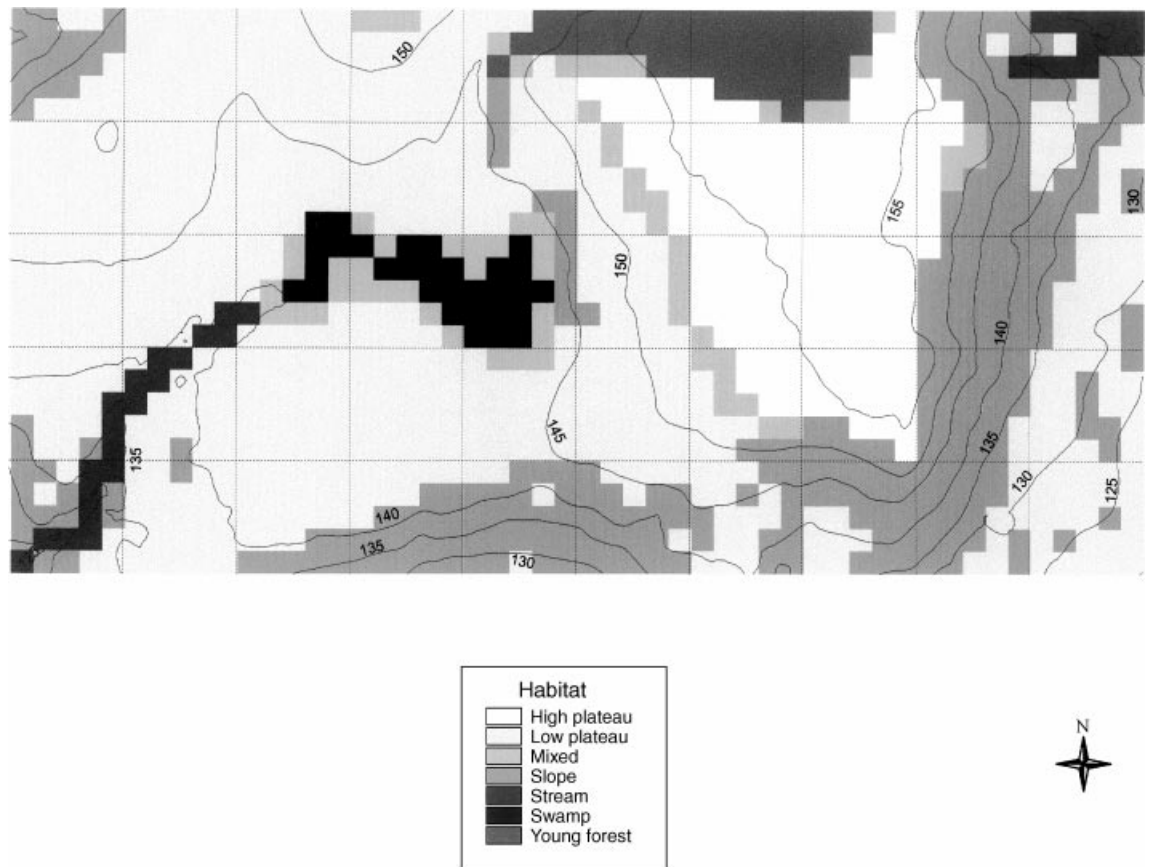 150
155
130
150
140
145
135
135
130
125
140
135
130
Habitat
High plateau
Low plateau
Mixed
Slope
Stream
Swamp
Young forest
N